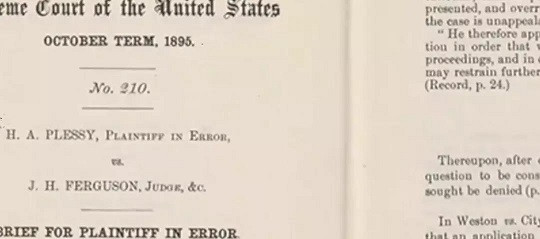 eme Court of the United States
OCTOBER TERM, 1895.
No. 210.
H. A. PLESSY, PLAINTIFF IN ERROR,
vs.
J. H. FERGUSON, JUDGE, &C.
BRIEF FOR PLAINTIFF IN ERROR
presented, and overr
the case is unappeala
“ He therefore app
tion in order that
proceedings, and in
may restrain further
(Record, p. 24.)
Thereupon, after
question to be cons
sought be denied (p.
In Weston vs. City
that an application